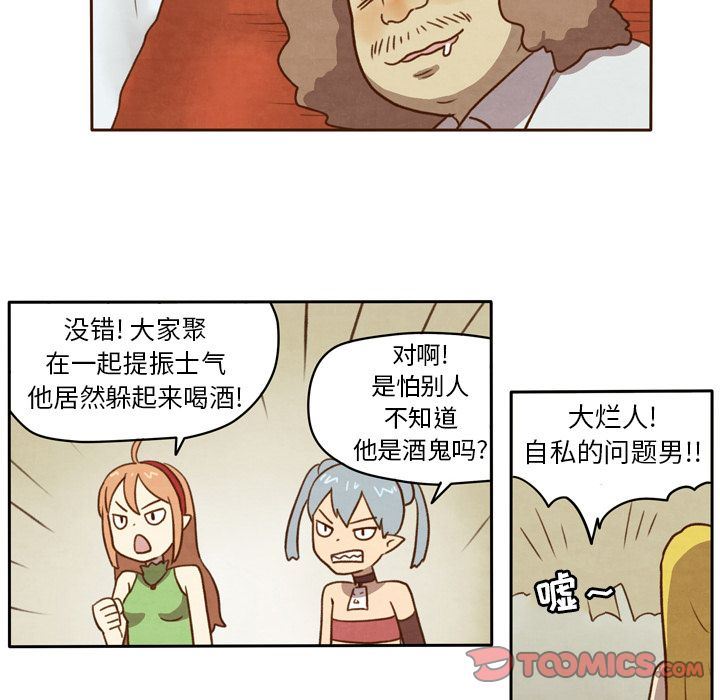 没错! 大家聚
在一起提振士气
他居然躲起来喝酒!
对啊!
是怕别人
不知道
他是酒鬼吗?
大烂人!
自私的问题男!!
嘘~
TOOMICS.COM